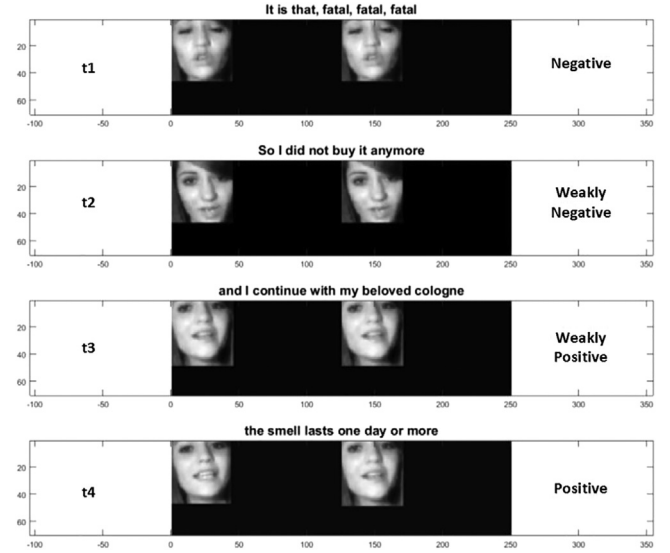 It is that, fatal, fatal, fatal
20
40
60
t1
Negative
-100 -50 0 50 100 150 200 250 300 350
So I did not buy it anymore
20
40
60
t2
Weakly
Negative
-100 -50 0 50 100 150 200 250 300 350
and I continue with my beloved cologne
20
40
60
t3
Weakly
Positive
-100 -50 0 50 100 150 200 250 300 350
the smell lasts one day or more
20
40
60
t4
Positive
-100 -50 0 50 100 150 200 250 300 350